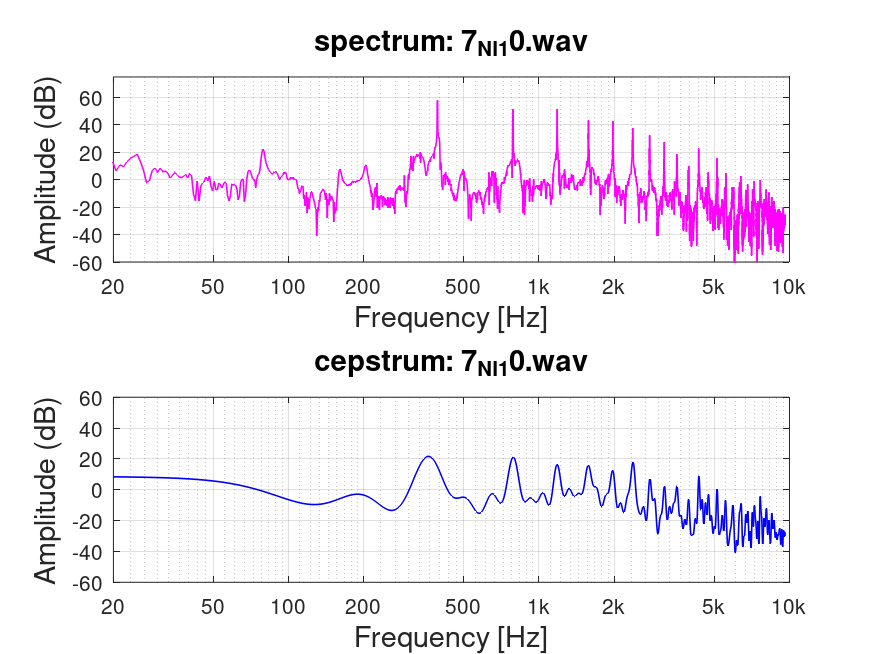 spectrum: 7NI10.wav
Amplitude (dB)
60
40
20
0
-20
-40
-60
20 50 100 200 500 1k 2k 5k 10k
Frequency [Hz]
cepstrum: 7NI10.wav
Amplitude (dB)
60
40
20
0
-20
-40
-60
20 50 100 200 500 1k 2k 5k 10k
Frequency [Hz]